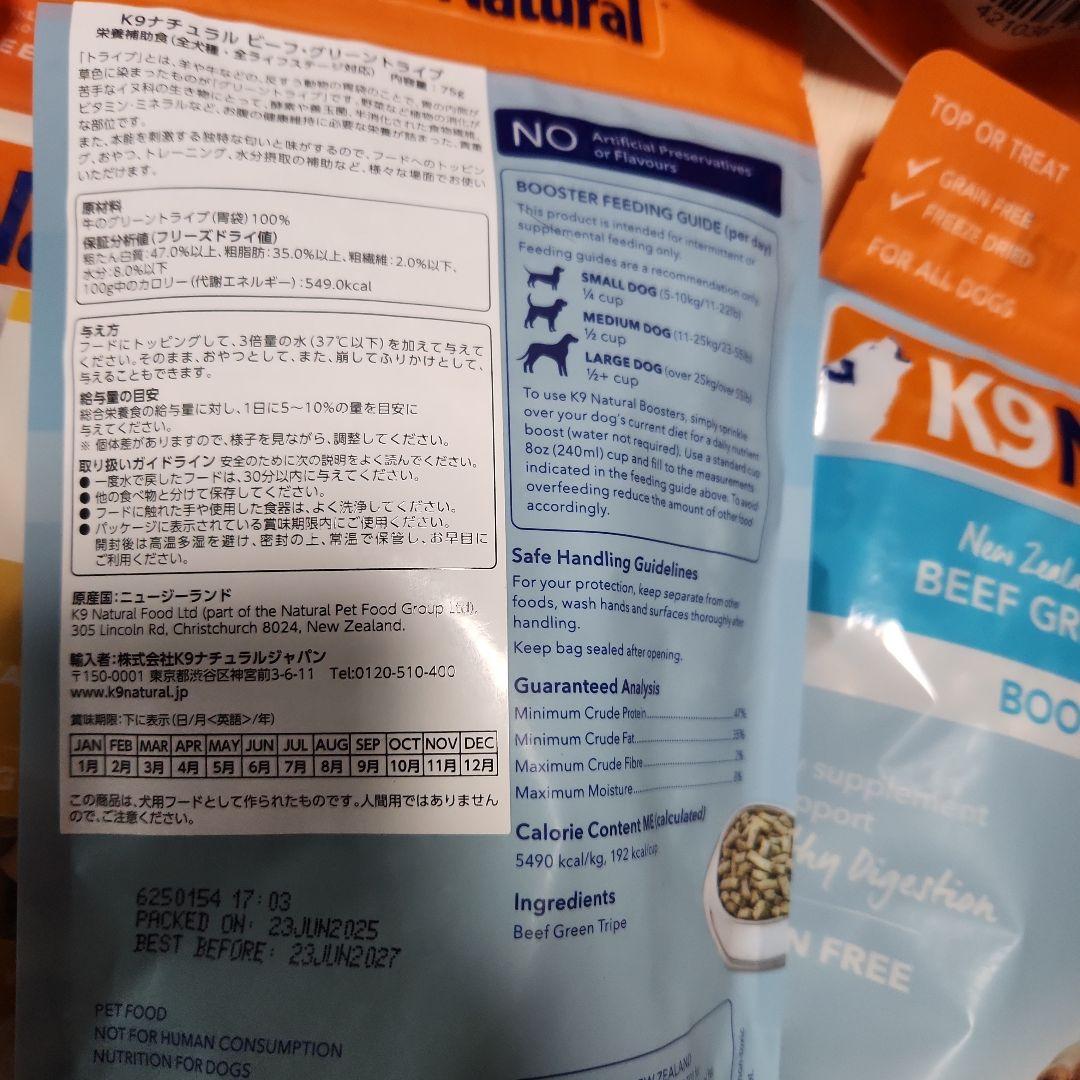 Natural
421036
K9ナチュラル ビーフ・グリーントライプ
栄養補助食(全犬種・全ライフステージ対応) 内容量:75g
「トライプ」とは、羊や牛などの、反すう動物の胃袋のことで、胃の内側が
草色に染まったものが「グリーントライプ」です。野菜など植物の消化が
苦手なイヌ科の生き物にとって、酵素や善玉菌、半消化された食物繊維、
ビタミン・ミネラルなど、お腹の健康維持に必要な栄養が詰まった、貴重
な部位です。
また、本能を刺激する独特な匂いと味がするので、フードへのトッピン
グ、おやつ、トレーニング、水分摂取の補助など、様々な場面でお使い
いただけます。
原材料
牛のグリーントライプ(胃袋)100%
保証分析値(フリーズドライ値)
粗たん白質:47.0%以上、粗脂肪:35.0%以上、粗繊維:2.0%以下、
水分:8.0%以下
100g中のカロリー(代謝エネルギー):549.0kcal
与え方
フードにトッピングして、3倍量の水(37℃以下)を加えて与えて
ください。そのまま、おやつとして、また、崩してふりかけとして、
与えることもできます。
給与量の目安
総合栄養食の給与量に対し、1日に5〜10%の量を目安に
与えてください。
※ 個体差がありますので、様子を見ながら、調整してください。
取り扱いガイドライン 安全のために次の説明をよく読んでください。
● 一度水で戻したフードは、30分以内に与えてください。
● 他の食べ物と分けて保存してください。
● フードに触れた手や使用した食器は、よく洗浄してください。
● パッケージに表示されている賞味期限内にご使用ください。
開封後は高温多湿を避け、密封の上、常温で保管し、お早目に
ご利用ください。
原産国:ニュージーランド
K9 Natural Food Ltd (part of the Natural Pet Food Group Ltd),
305 Lincoln Rd, Christchurch 8024, New Zealand.
輸入者:株式会社K9ナチュラルジャパン
〒150-0001 東京都渋谷区神宮前3-6-11 Tel:0120-510-400
www.k9natural.jp
賞味期限:下に表示(日/月<英語>/年)
JAN FEB MAR APR MAY JUN JUL AUG SEP OCT NOV DEC
1月 2月 3月 4月 5月 6月 7月 8月 9月 10月 11月 12月
この商品は、犬用フードとして作られたものです。人間用ではありません
ので、ご注意ください。
6250154 17:03
PACKED ON: 23JUN2025
BEST BEFORE: 23JUN2027
PET FOOD
NOT FOR HUMAN CONSUMPTION
NUTRITION FOR DOGS
NO Artificial Preservatives
or Flavours
BOOSTER FEEDING GUIDE (per day)
This product is intended for intermittent or
supplemental feeding only.
Feeding guides are a recommendation only.
SMALL DOG (5-10kg/11-22lb)
¼ cup
MEDIUM DOG (11-25kg/23-55lb)
½ cup
LARGE DOG (over 25kg/over 55lb)
½+ cup
To use K9 Natural Boosters, simply sprinkle
over your dog's current diet for a daily nutrient
boost (water not required). Use a standard cup
8oz (240ml) cup and fill to the measurements
indicated in the feeding guide above. To avoid
overfeeding reduce the amount of other food
accordingly.
Safe Handling Guidelines
For your protection, keep separate from other
foods, wash hands and surfaces thoroughly after
handling.
Keep bag sealed after opening.
Guaranteed Analysis
Minimum Crude Protein 47%
Minimum Crude Fat 35%
Maximum Crude Fibre 2%
Maximum Moisture 8%
Calorie Content ME (calculated)
5490 kcal/kg, 192 kcal/cup
Ingredients
Beef Green Tripe
TOP OR TREAT
GRAIN FREE
FREEZE DRIED
FOR ALL DOGS
K9
BEEF GR
BOO
supplement
port
thy Digestion
N FREE